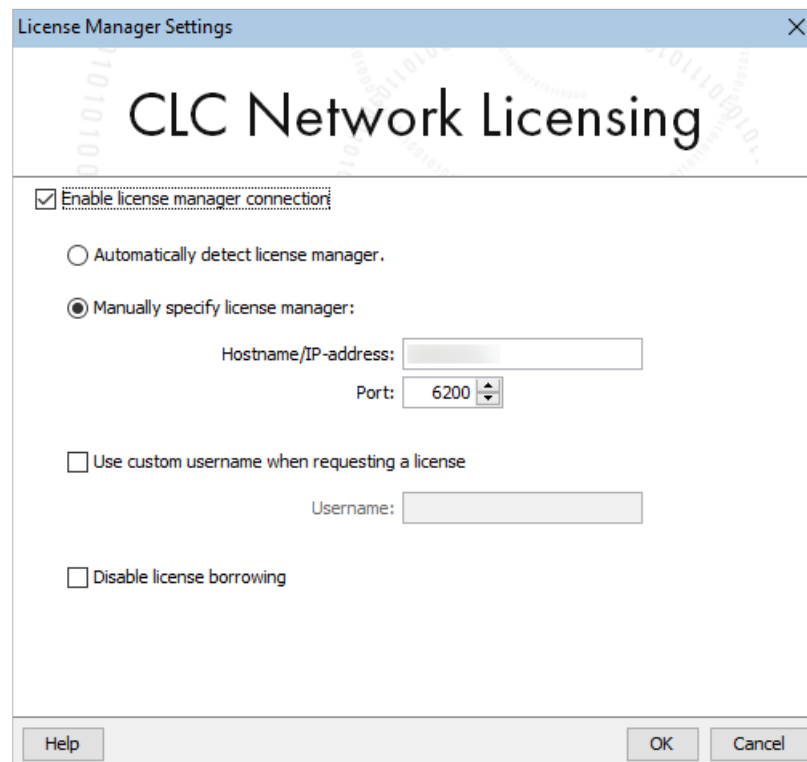 License Manager Settings
CLC Network Licensing
Enable license manager connection
Automatically detect license manager.
Manually specify license manager:
Hostname/IP-address:
Port: 6200
Use custom username when requesting a license
Username:
Disable license borrowing
Help OK Cancel